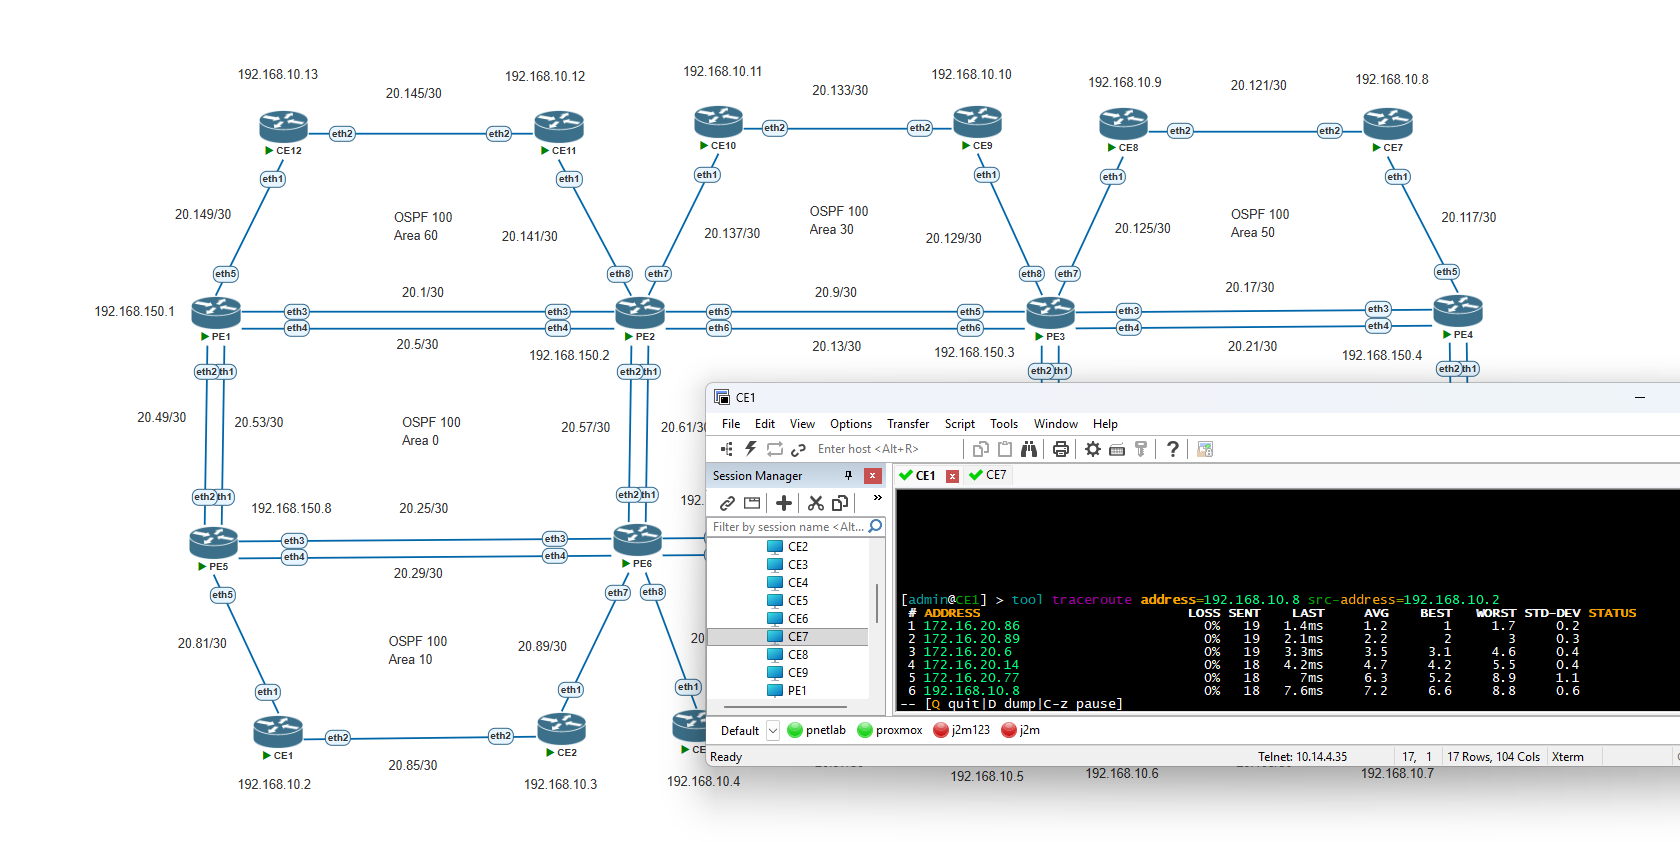 192.168.10.13
192.168.10.12
192.168.10.11
192.168.10.10
192.168.10.9
192.168.10.8
20.145/30
20.133/30
20.121/30
eth2
eth2
eth2
eth2
eth2
eth2
CE12
CE11
CE10
CE9
CE8
CE7
eth1
eth1
eth1
eth1
eth1
eth1
20.149/30
OSPF 100
Area 60
20.141/30
20.137/30
OSPF 100
Area 30
20.129/30
20.125/30
OSPF 100
Area 50
20.117/30
eth5
eth8
eth7
eth8
eth7
eth5
20.1/30
20.9/30
20.17/30
192.168.150.1
eth3
eth3
eth5
eth5
eth3
eth3
eth4
eth4
eth6
eth6
eth4
eth4
PE1
PE2
PE3
PE4
20.5/30
192.168.150.2
20.13/30
192.168.150.3
20.21/30
192.168.150.4
eth2
th1
eth2
th1
eth2
th1
eth2
th1
20.49/30
20.53/30
OSPF 100
Area 0
20.57/30
20.61/30
eth2
th1
eth2
th1
192.168.150.8
20.25/30
192.
eth3
eth3
eth4
eth4
PE5
PE6
20.29/30
eth5
eth7
eth8
20.81/30
OSPF 100
Area 10
20.89/30
20
eth1
eth1
eth1
eth2
eth2
CE1
CE2
CE
20.85/30
192.168.10.2
192.168.10.3
192.168.10.4
192.168.10.5
192.168.10.6
192.168.10.7
CE1
File Edit View Options Transfer Script Tools Window Help
Enter host <Alt+R>
Session Manager
CE1
CE7
»
Filter by session name <Alt...
CE2
CE3
CE4
CE5
CE6
CE7
CE8
CE9
PE1
[admin@CE1] > tool traceroute address=192.168.10.8 src-address=192.168.10.2
# ADDRESS LOSS SENT LAST AVG BEST WORST STD-DEV STATUS
1 172.16.20.86 0% 19 1.4ms 1.2 1 1.7 0.2
2 172.16.20.89 0% 19 2.1ms 2.2 2 3 0.3
3 172.16.20.6 0% 19 3.3ms 3.5 3.1 4.6 0.4
4 172.16.20.14 0% 18 4.2ms 4.7 4.2 5.5 0.4
5 172.16.20.77 0% 18 7ms 6.3 5.2 8.9 1.1
6 192.168.10.8 0% 18 7.6ms 7.2 6.6 8.8 0.6
-- [Q quit|D dump|C-z pause]
Default
pnetlab
proxmox
j2m123
j2m
Ready
Telnet: 10.14.4.35
17, 1
17 Rows, 104 Cols
Xterm